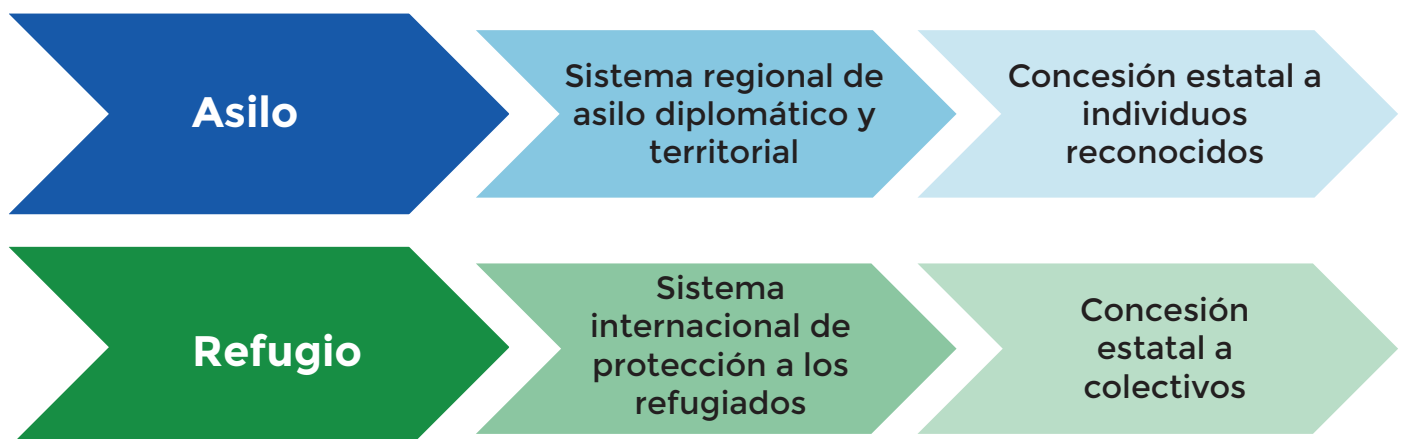 Asilo
Sistema regional de
asilo diplomático y
territorial
Concesión estatal a
individuos
reconocidos
Refugio
Sistema
internacional de
protección a los
refugiados
Concesión
estatal a
colectivos